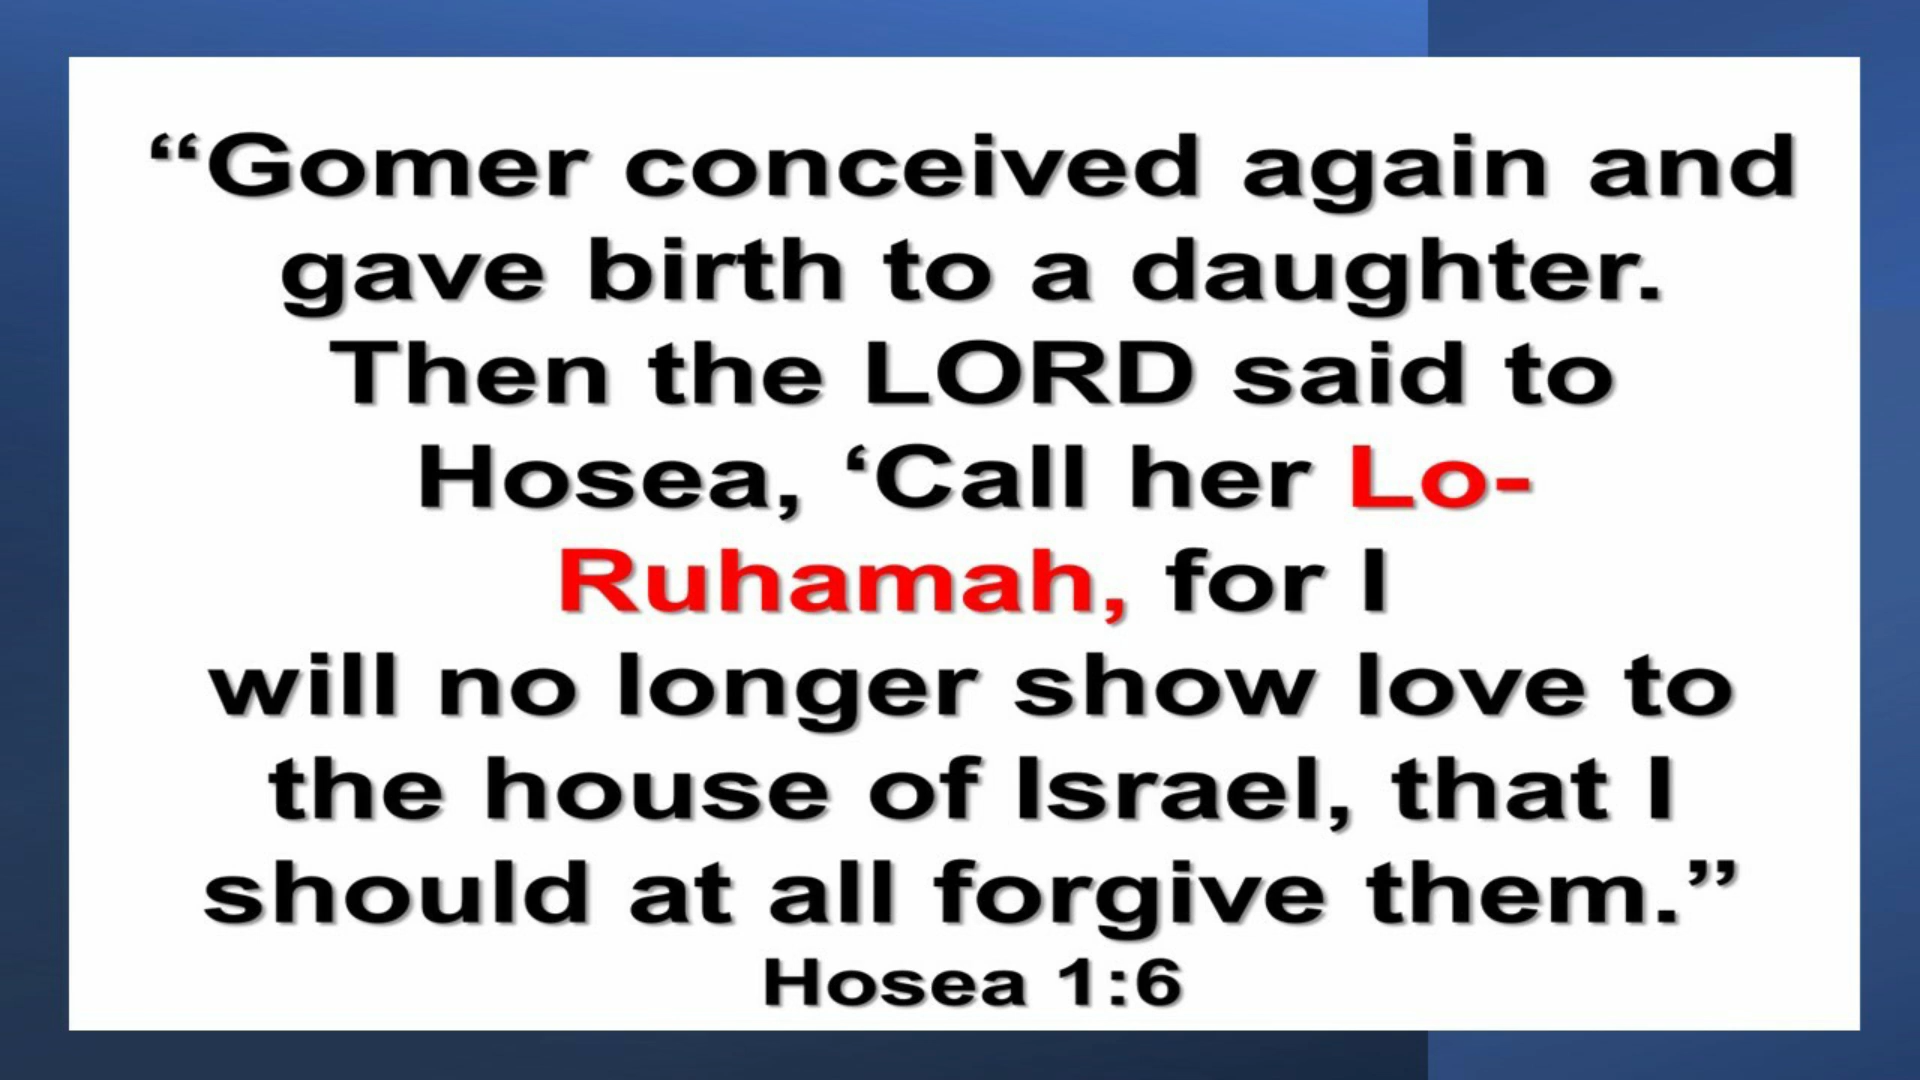 “Gomer conceived again and
gave birth to a daughter.
Then the LORD said to
Hosea, ‘Call her Lo-
Ruhamah, for I
will no longer show love to
the house of Israel, that I
should at all forgive them.”
Hosea 1:6